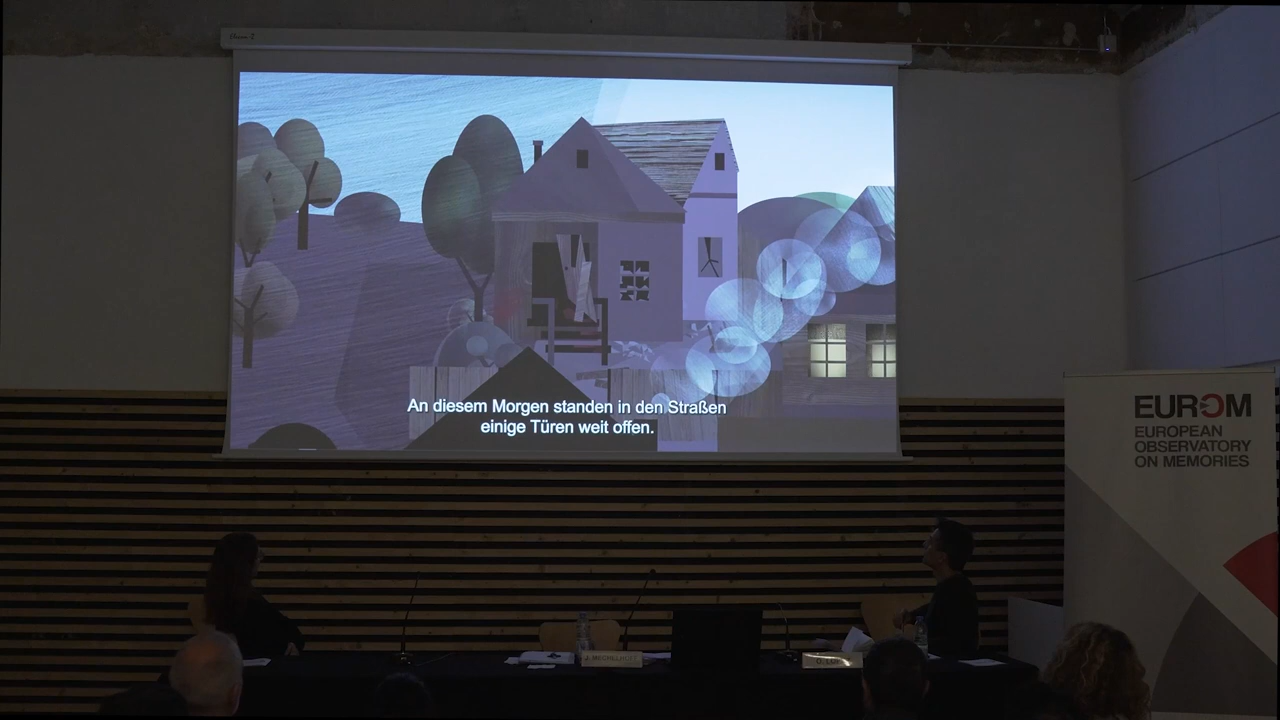 An diesem Morgen standen in den Straßen
einige Türen weit offen.
EUROM
EUROPEAN
OBSERVATORY
ON MEMORIES